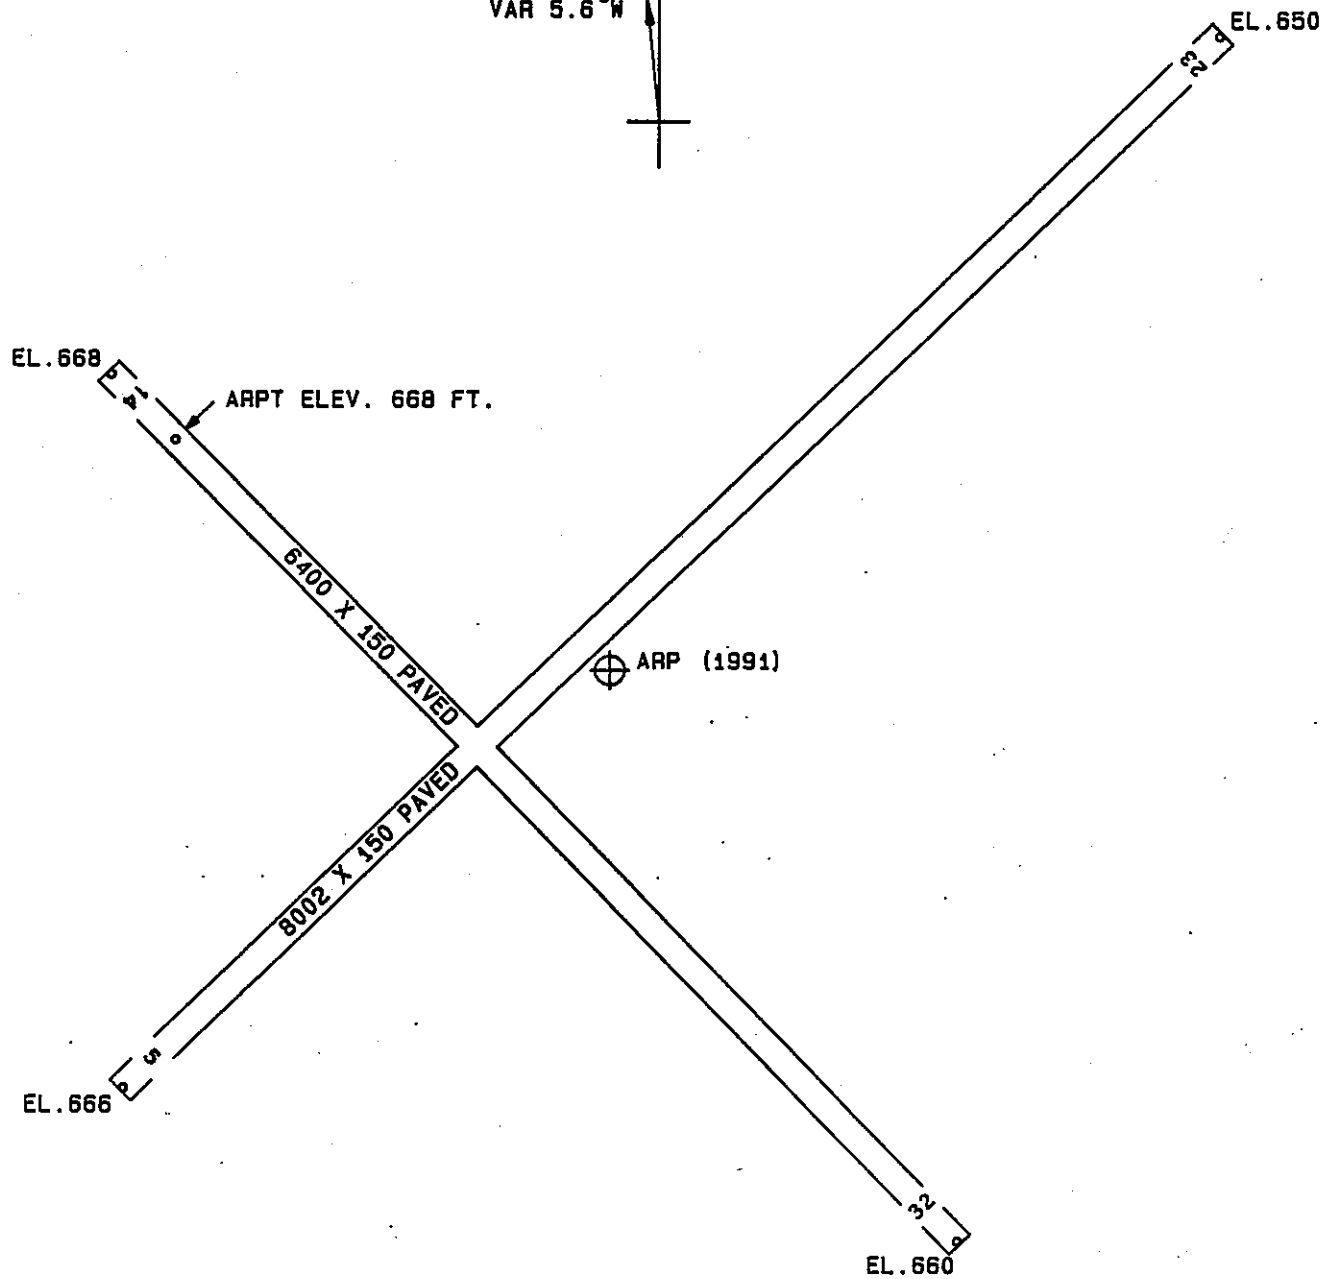 VAR 5.6°W
EL.650
23
EL.668
14
ARPT ELEV. 668 FT.
6400 X 150 PAVED
ARP (1991)
8002 X 150 PAVED
5
EL.666
32
EL.660